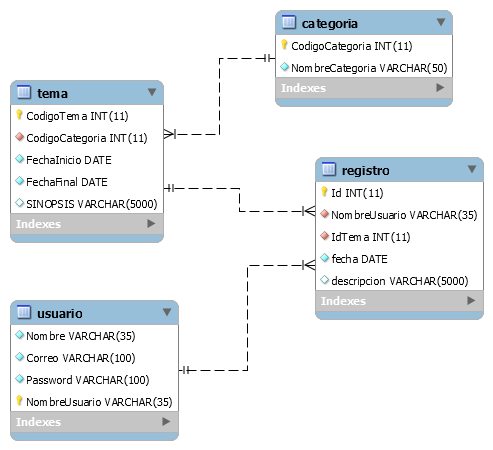 categoria
CodigoCategoria INT(11)
NombreCategoria VARCHAR(50)
Indexes
tema
CodigoTema INT(11)
CodigoCategoria INT(11)
FechaInicio DATE
FechaFinal DATE
SINOPSIS VARCHAR(5000)
Indexes
registro
Id INT(11)
NombreUsuario VARCHAR(35)
IdTema INT(11)
fecha DATE
descripcion VARCHAR(5000)
Indexes
usuario
Nombre VARCHAR(35)
Correo VARCHAR(100)
Password VARCHAR(100)
NombreUsuario VARCHAR(35)
Indexes